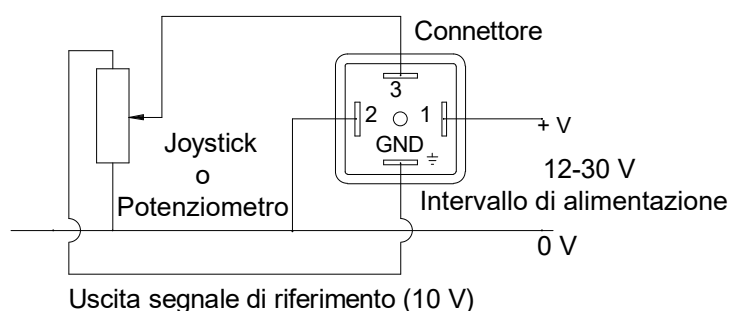 Connettore
3
2
1
GND
+ V
Joystick
o
Potenziometro
12-30 V
Intervallo di alimentazione
0 V
Uscita segnale di riferimento (10 V)